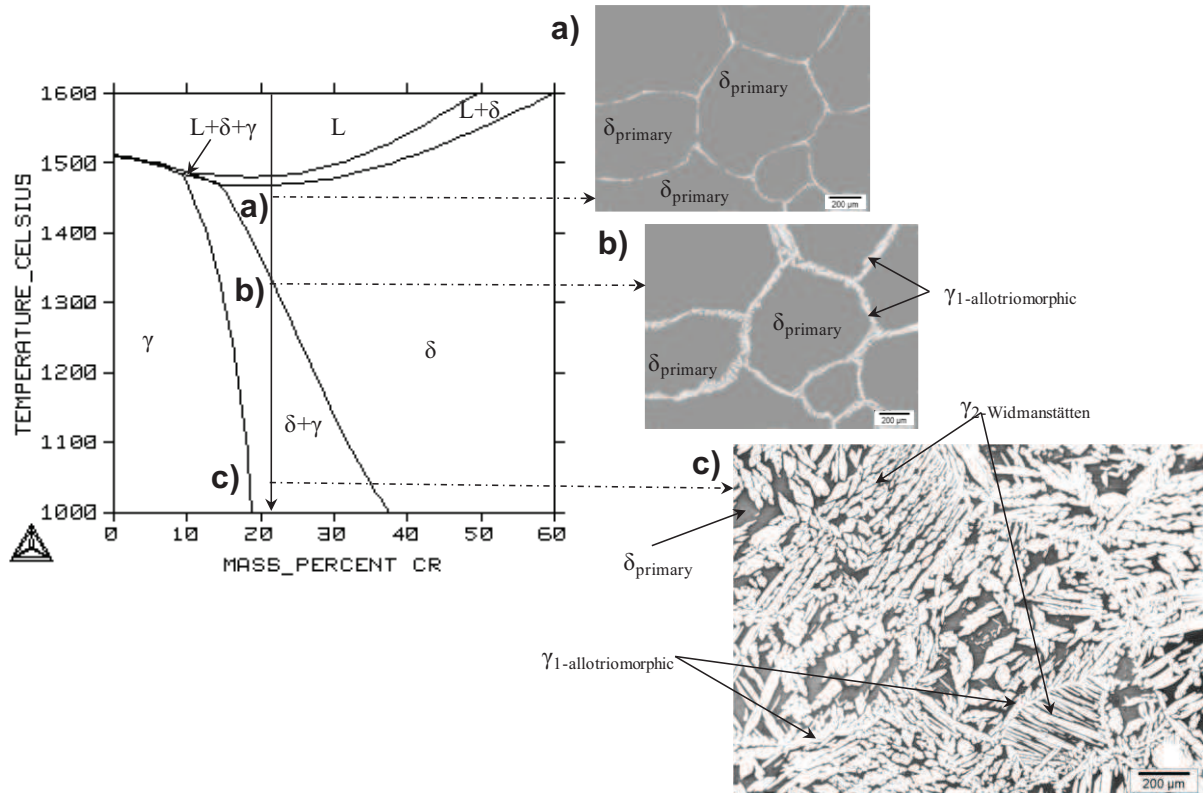 a)
δprimary
δprimary
δprimary
200 µm
1600
1500
1400
1300
1200
1100
1000
TEMPERATURE_CELSIUS
L+δ+γ
L
L+δ
a)
b)
γ
δ
δ+γ
c)
0 10 20 30 40 50 60
MASS_PERCENT CR
b)
δprimary
δprimary
γ1-allotriomorphic
200 µm
γ2-Widmanstätten
c)
δprimary
γ1-allotriomorphic
200 µm